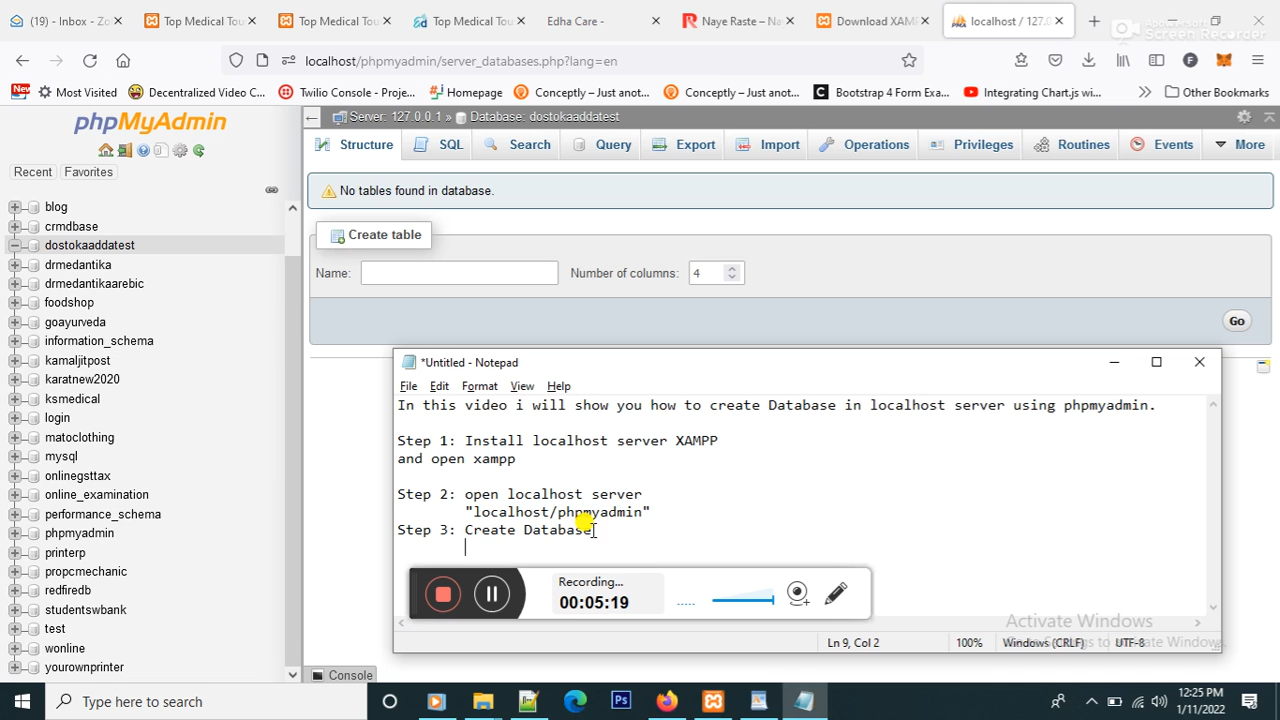 (19) - Inbox - Zo
Top Medical Tou
Top Medical Tou
Top Medical Tou
Edha Care -
Naye Raste – Na
Download XAM
localhost / 127.0
localhost/phpmyadmin/server_databases.php?lang=en
Most Visited
Decentralized Video C...
Twilio Console - Proje...
Homepage
Conceptly – Just anot...
Conceptly – Just anot...
Bootstrap 4 Form Exa...
Integrating Chart.js wi...
Other Bookmarks
phpMyAdmin
Recent
Favorites
blog
crmdbase
dostokaaddatest
drmedantika
drmedantikaarebic
foodshop
goayurveda
information_schema
kamaljitpost
karatnew2020
ksmedical
login
matoclothing
mysql
onlinegsttax
online_examination
performance_schema
phpmyadmin
printerp
propcmechanic
redfiredb
studentswbank
test
wonline
yourownprinter
Server: 127.0.0.1 » Database: dostokaaddatest
Structure
SQL
Search
Query
Export
Import
Operations
Privileges
Routines
Events
More
No tables found in database.
Create table
Name:
Number of columns: 4
Go
*Untitled - Notepad
File Edit Format View Help
In this video i will show you how to create Database in localhost server using phpmyadmin.
Step 1: Install localhost server XAMPP
and open xampp
Step 2: open localhost server
"localhost/phpmyadmin"
Step 3: Create Database
Recording...
00:05:19
Activate Windows
Ln 9, Col 2
100%
Windows (CRLF)
UTF-8
Console
Type here to search
12:25 PM
1/11/2022